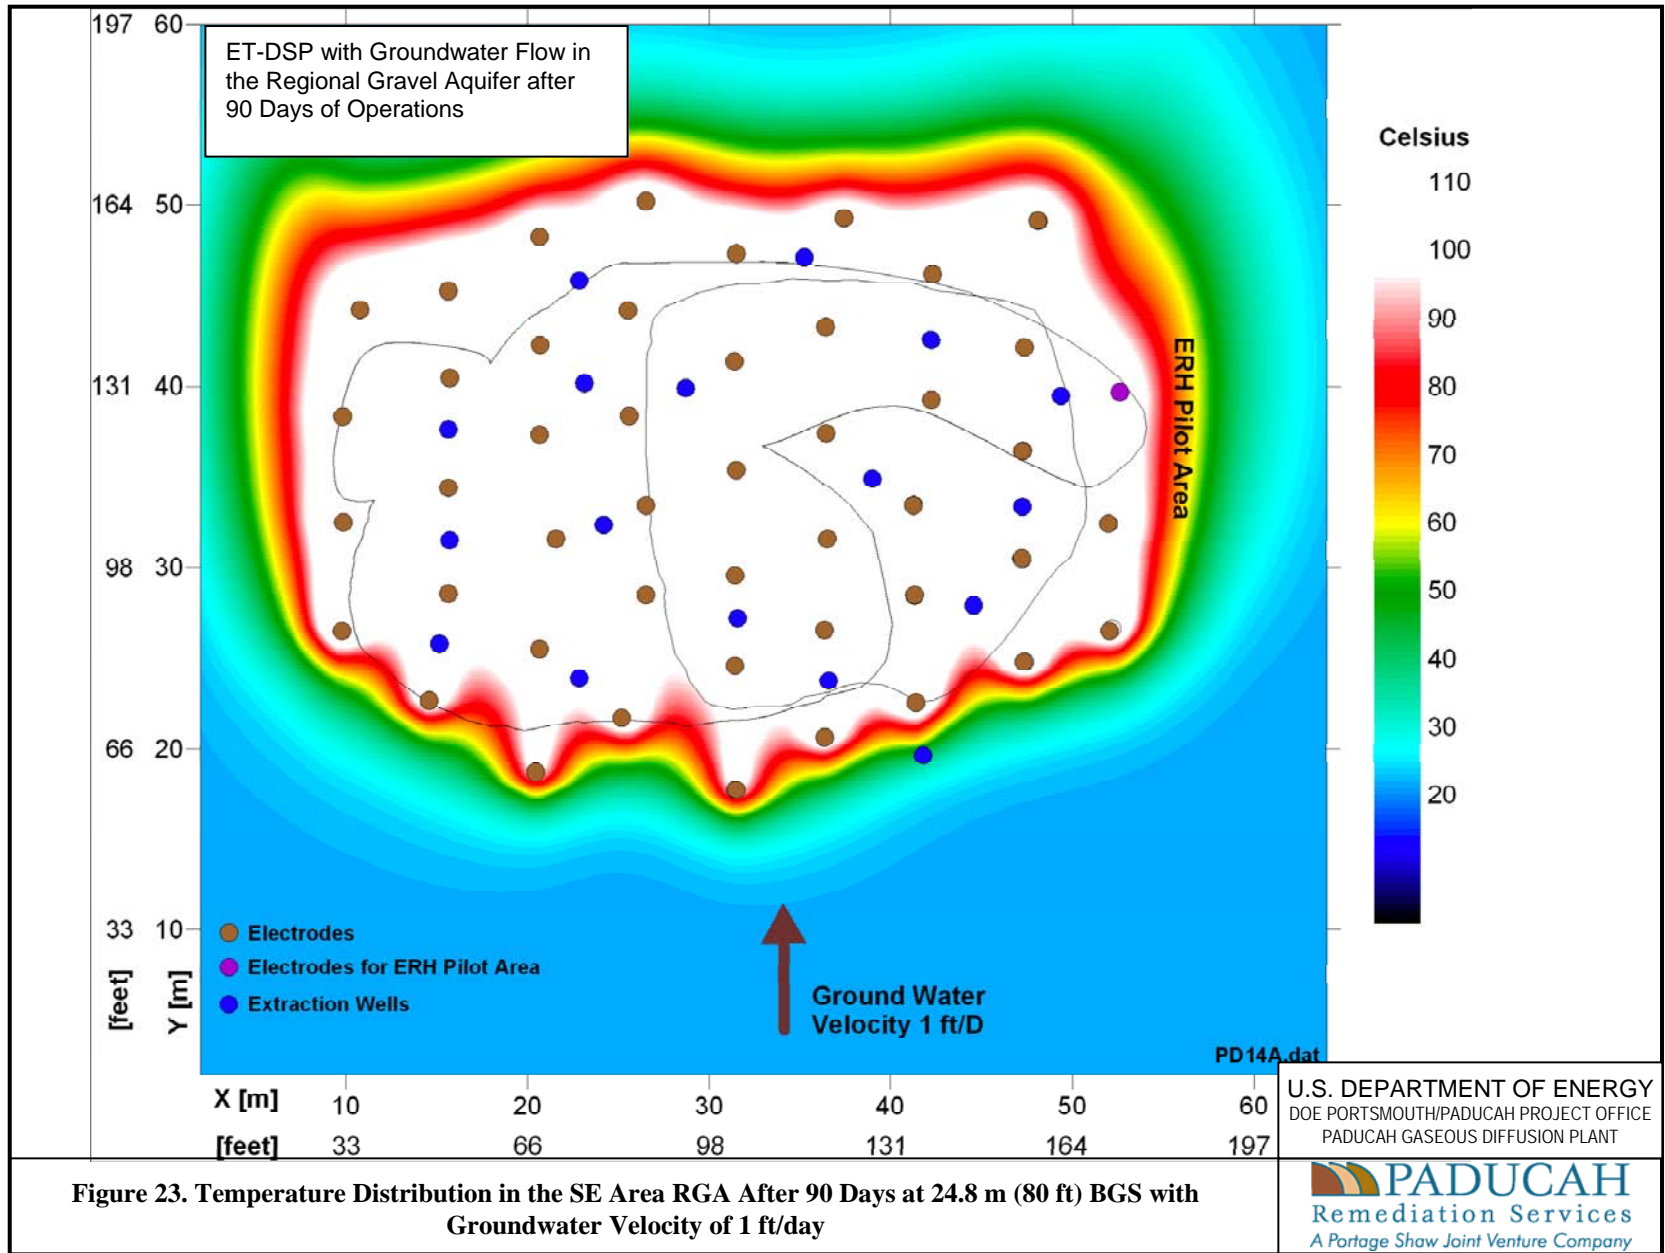 ET-DSP with Groundwater Flow in
the Regional Gravel Aquifer after
90 Days of Operations
197 60
164 50
131 40
98 30
66 20
33 10
[feet]
Y [m]
Celsius
110
100
90
80
70
60
50
40
30
20
ERH Pilot Area
Electrodes
Electrodes for ERH Pilot Area
Extraction Wells
Ground Water
Velocity 1 ft/D
PD14A.dat
X [m] 10 20 30 40 50 60
[feet] 33 66 98 131 164 197
U.S. DEPARTMENT OF ENERGY
DOE PORTSMOUTH/PADUCAH PROJECT OFFICE
PADUCAH GASEOUS DIFFUSION PLANT
Figure 23. Temperature Distribution in the SE Area RGA After 90 Days at 24.8 m (80 ft) BGS with
Groundwater Velocity of 1 ft/day
PADUCAH
Remediation Services
A Portage Shaw Joint Venture Company